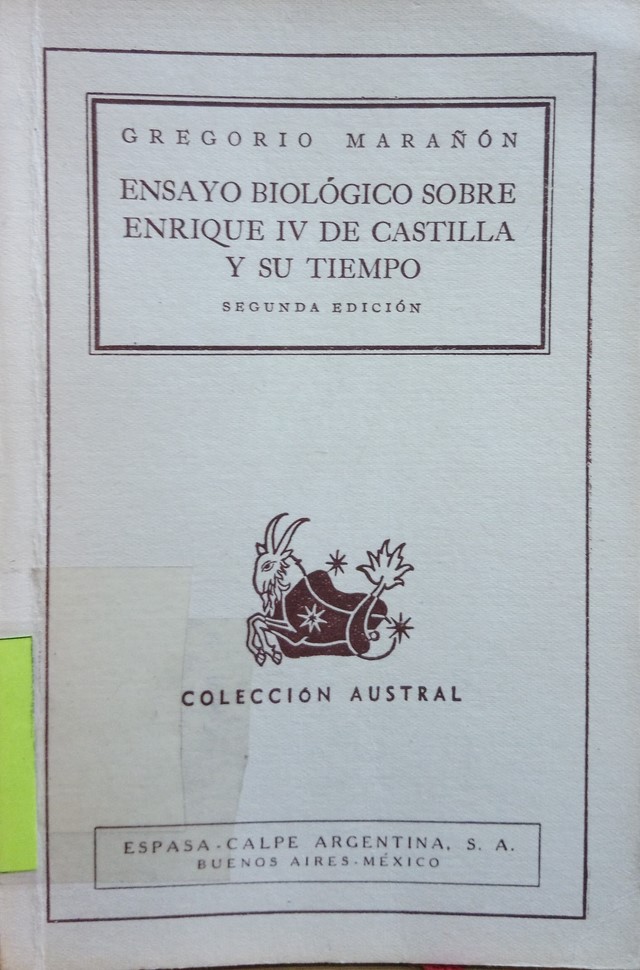 GREGORIO MARAÑÓN
ENSAYO BIOLÓGICO SOBRE
ENRIQUE IV DE CASTILLA
Y SU TIEMPO
SEGUNDA EDICIÓN
COLECCIÓN AUSTRAL
ESPASA-CALPE ARGENTINA, S. A.
BUENOS AIRES-MÉXICO